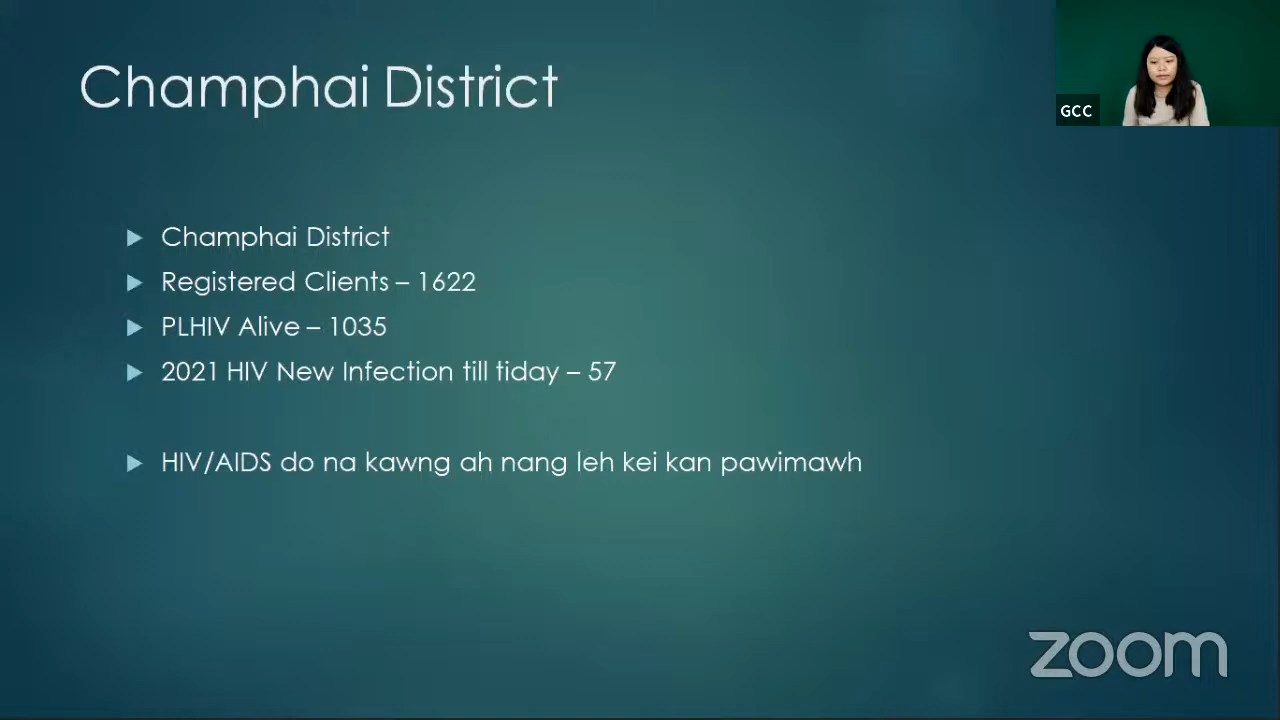 Champhai District
GCC
Champhai District
Registered Clients – 1622
PLHIV Alive – 1035
2021 HIV New Infection till tiday – 57
HIV/AIDS do na kawng ah nang leh kei kan pawimawh
zoom